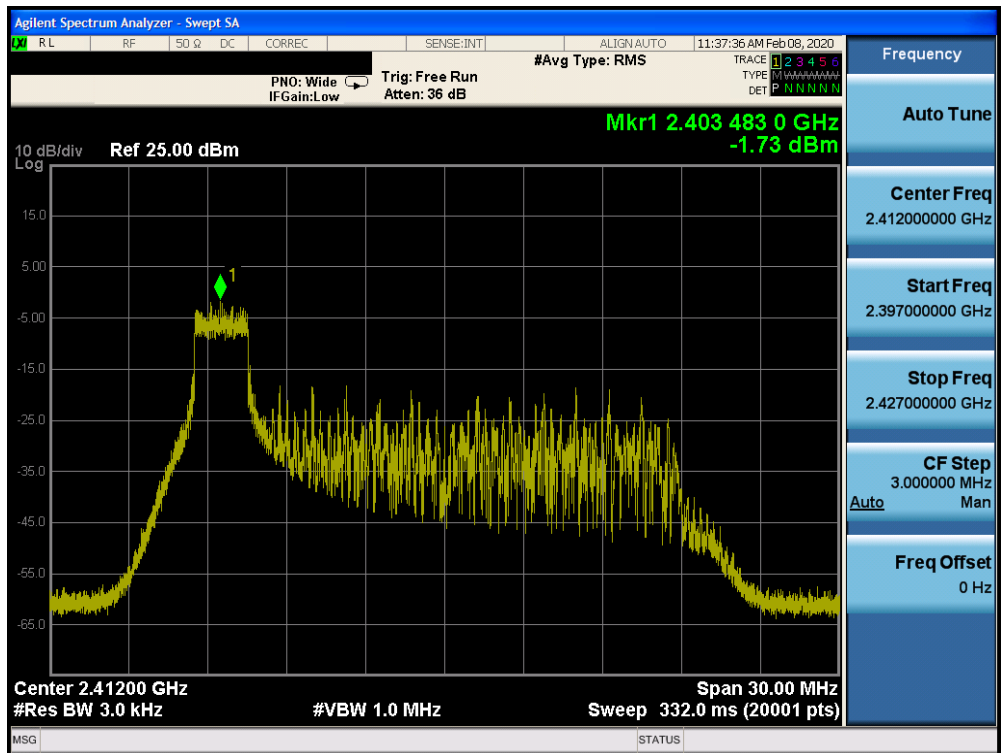 Agilent Spectrum Analyzer - Swept SA
LXI RL RF 50 Ω DC CORREC SENSE:INT ALIGN AUTO 11:37:36 AM Feb 08, 2020
#Avg Type: RMS TRACE 1 2 3 4 5 6
PNO: Wide Trig: Free Run TYPE M WWWWW
IFGain:Low Atten: 36 dB DET P N N N N N
Mkr1 2.403 483 0 GHz
-1.73 dBm
10 dB/div Ref 25.00 dBm
Log
15.0
5.00
1
-5.00
-15.0
-25.0
-35.0
-45.0
-55.0
-65.0
Center 2.41200 GHz Span 30.00 MHz
#Res BW 3.0 kHz #VBW 1.0 MHz Sweep 332.0 ms (20001 pts)
MSG STATUS
Frequency
Auto Tune
Center Freq
2.412000000 GHz
Start Freq
2.397000000 GHz
Stop Freq
2.427000000 GHz
CF Step
3.000000 MHz
Auto Man
Freq Offset
0 Hz